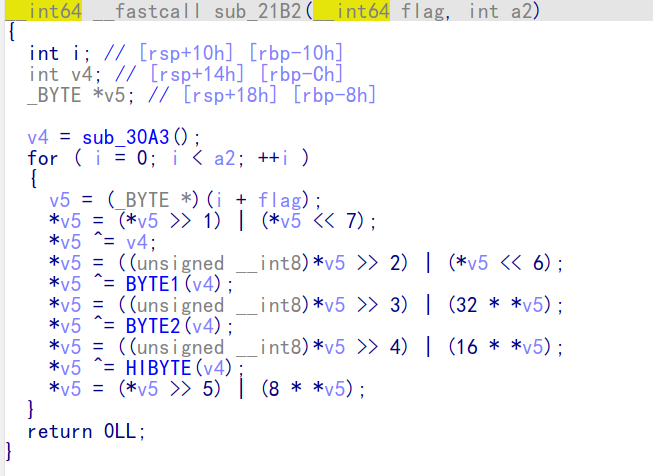 __int64 __fastcall sub_21B2(__int64 flag, int a2)
{
  int i; // [rsp+10h] [rbp-10h]
  int v4; // [rsp+14h] [rbp-Ch]
  _BYTE *v5; // [rsp+18h] [rbp-8h]

  v4 = sub_30A3();
  for ( i = 0; i < a2; ++i )
  {
    v5 = (_BYTE *)(i + flag);
    *v5 = (*v5 >> 1) | (*v5 << 7);
    *v5 ^= v4;
    *v5 = ((unsigned __int8)*v5 >> 2) | (*v5 << 6);
    *v5 ^= BYTE1(v4);
    *v5 = ((unsigned __int8)*v5 >> 3) | (32 * *v5);
    *v5 ^= BYTE2(v4);
    *v5 = ((unsigned __int8)*v5 >> 4) | (16 * *v5);
    *v5 ^= HIBYTE(v4);
    *v5 = (*v5 >> 5) | (8 * *v5);
  }
  return 0LL;
}